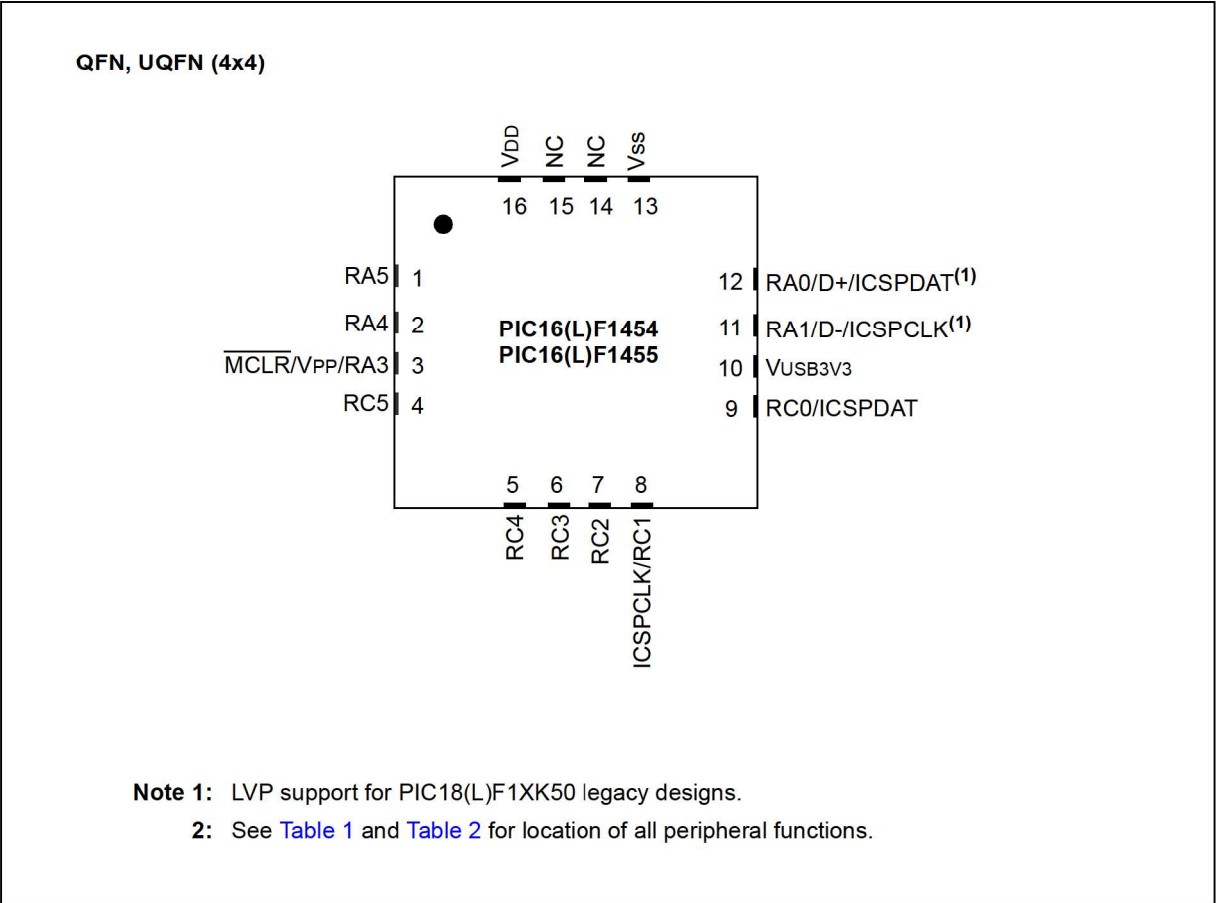 QFN, UQFN (4x4)
VDD
NC
NC
Vss
16 15 14 13
RA5 1
RA4 2
MCLR/VPP/RA3 3
RC5 4
PIC16(L)F1454
PIC16(L)F1455
12 RA0/D+/ICSPDAT(1)
11 RA1/D-/ICSPCLK(1)
10 VUSB3V3
9 RC0/ICSPDAT
5 6 7 8
RC4
RC3
RC2
ICSPCLK/RC1
Note 1: LVP support for PIC18(L)F1XK50 legacy designs.
2: See Table 1 and Table 2 for location of all peripheral functions.